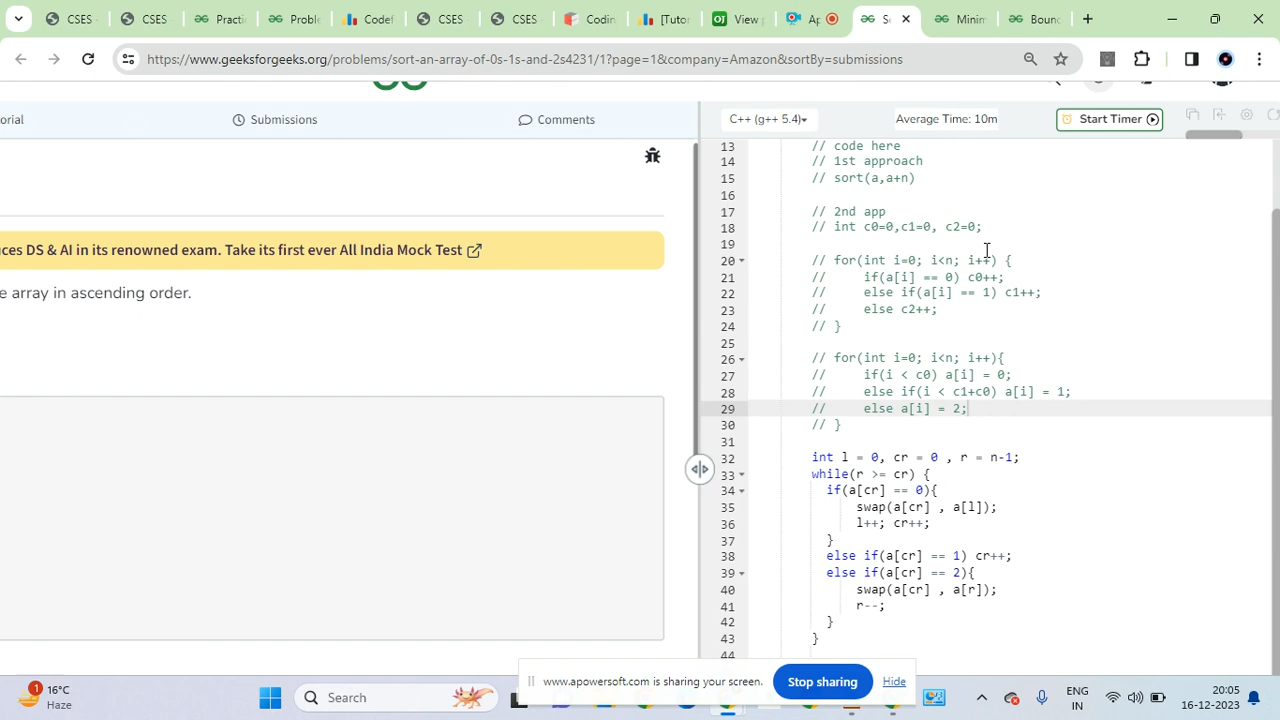 CSES
CSES
Practi
Proble
Codef
CSES
CSES
Codin
[Tutor
View p
Ap
So
Minim
Boun
https://www.geeksforgeeks.org/problems/sort-an-array-of-0s-1s-and-2s4231/1?page=1&company=Amazon&sortBy=submissions
orial
Submissions
Comments
C++ (g++ 5.4)
Average Time: 10m
Start Timer
uces DS & AI in its renowned exam. Take its first ever All India Mock Test
e array in ascending order.
13 // code here
14 // 1st approach
15 // sort(a,a+n)
16
17 // 2nd app
18 // int c0=0,c1=0, c2=0;
19
20 // for(int i=0; i<n; i++) {
21 // if(a[i] == 0) c0++;
22 // else if(a[i] == 1) c1++;
23 // else c2++;
24 // }
25
26 // for(int i=0; i<n; i++){
27 // if(i < c0) a[i] = 0;
28 // else if(i < c1+c0) a[i] = 1;
29 // else a[i] = 2;
30 // }
31
32 int l = 0, cr = 0 , r = n-1;
33 while(r >= cr) {
34 if(a[cr] == 0){
35 swap(a[cr] , a[l]);
36 l++; cr++;
37 }
38 else if(a[cr] == 1) cr++;
39 else if(a[cr] == 2){
40 swap(a[cr] , a[r]);
41 r--;
42 }
43 }
44
www.apowersoft.com is sharing your screen.
Stop sharing
Hide
1
16°C
Haze
Search
ENG
IN
20:05
16-12-2023